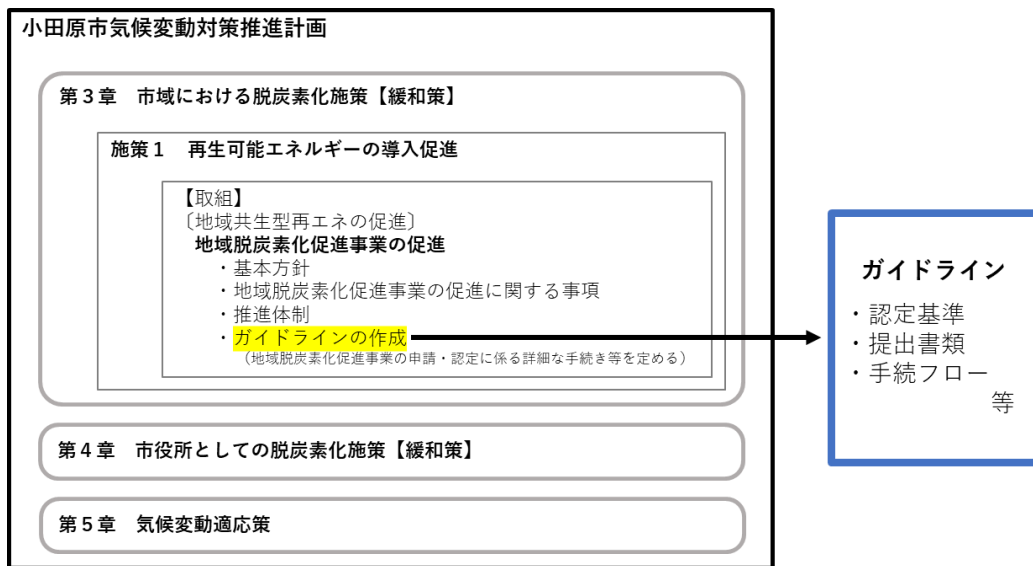 小田原市気候変動対策推進計画
第3章 市域における脱炭素化施策【緩和策】
施策1 再生可能エネルギーの導入促進
【取組】
〔地域共生型再エネの促進〕
地域脱炭素化促進事業の促進
・基本方針
・地域脱炭素化促進事業の促進に関する事項
・推進体制
・ガイドラインの作成
（地域脱炭素化促進事業の申請・認定に係る詳細な手続き等を定める）
第4章 市役所としての脱炭素化施策【緩和策】
第5章 気候変動適応策
ガイドライン
・認定基準
・提出書類
・手続フロー
等